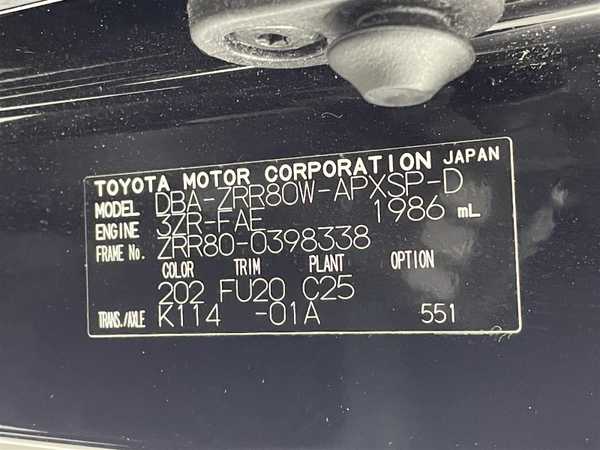 TOYOTA MOTOR CORPORATION JAPAN
MODEL DBA-ZRR80W-APXSP-D
ENGINE 3ZR-FAE 1986 mL
FRAME No. ZRR80-0398338
COLOR TRIM PLANT OPTION
202 FU20 C25
TRANS./AXLE K114 -01A 551